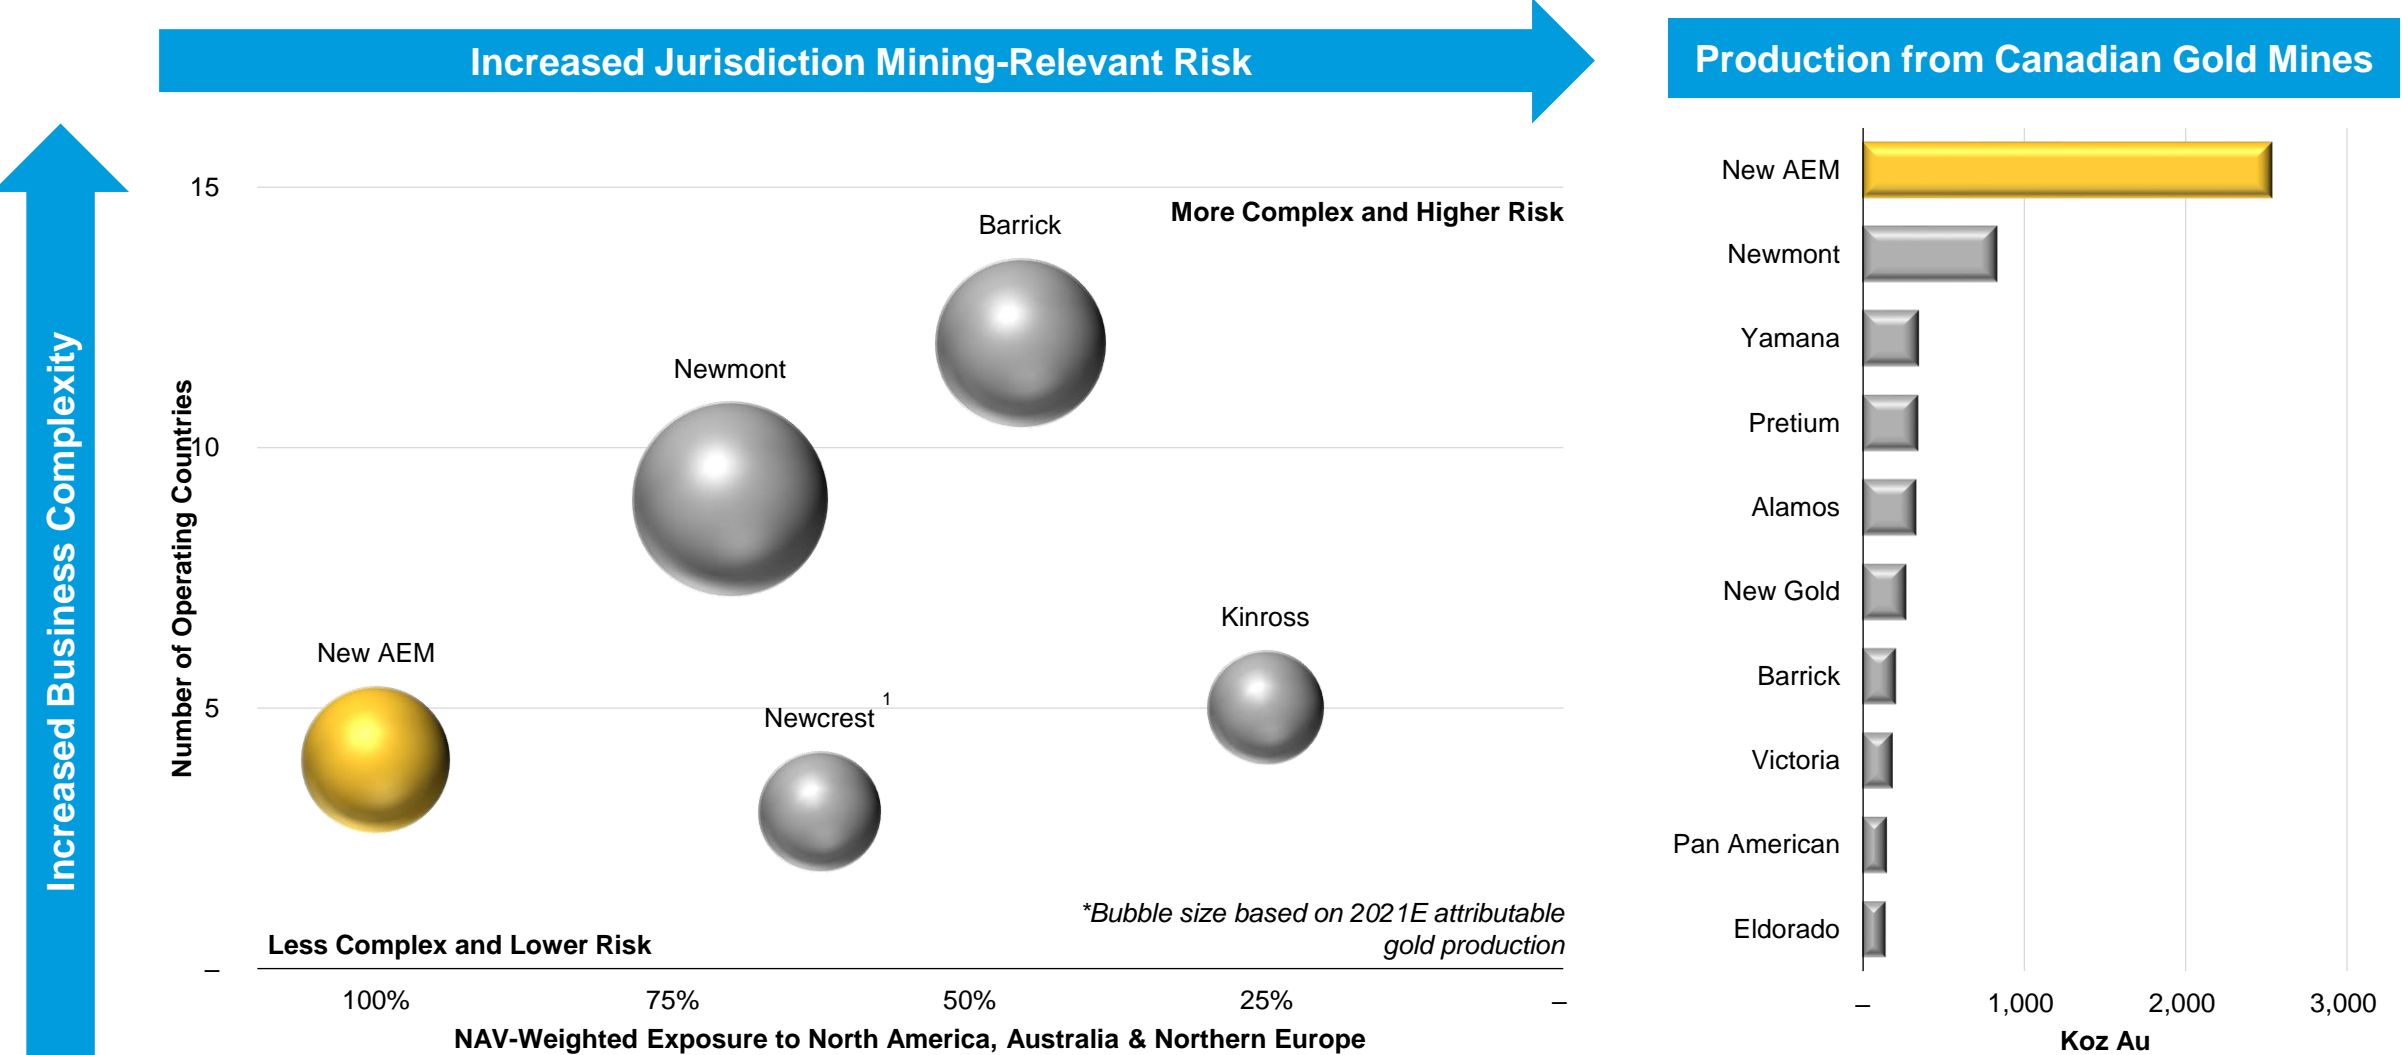 Increased Jurisdiction Mining-Relevant Risk
Increased Business Complexity
Number of Operating Countries
15
10
5
–
More Complex and Higher Risk
Barrick
Newmont
Kinross
New AEM
Newcrest 1
*Bubble size based on 2021E attributable
gold production
Less Complex and Lower Risk
100% 75% 50% 25% –
NAV-Weighted Exposure to North America, Australia & Northern Europe
Production from Canadian Gold Mines
New AEM
Newmont
Yamana
Pretium
Alamos
New Gold
Barrick
Victoria
Pan American
Eldorado
– 1,000 2,000 3,000
Koz Au